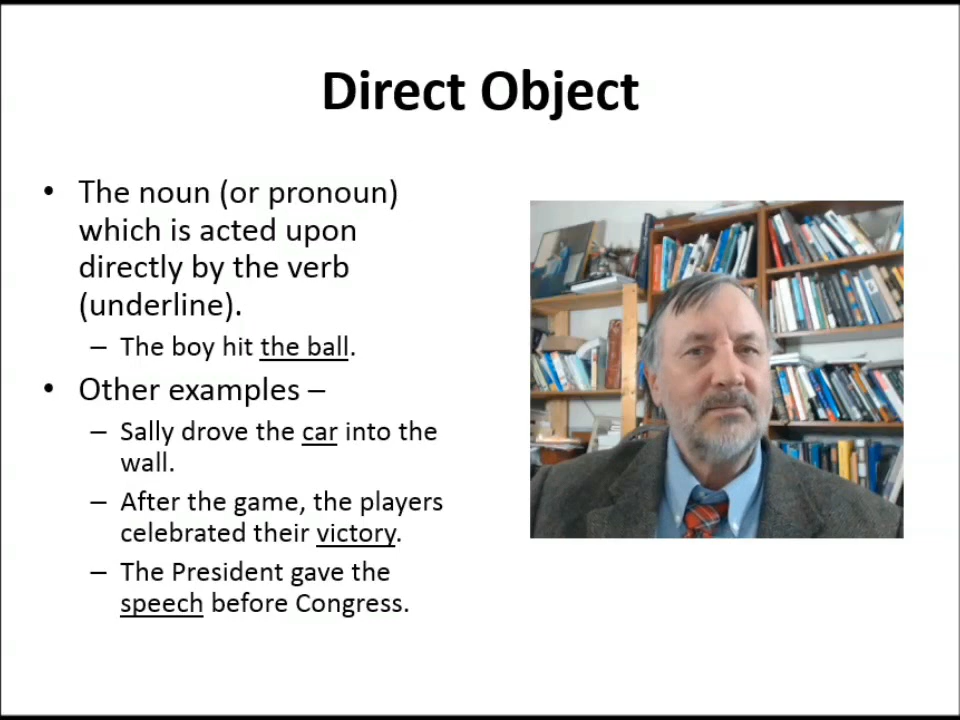 Direct Object
• The noun (or pronoun)
which is acted upon
directly by the verb
(underline).
– The boy hit the ball.
• Other examples –
– Sally drove the car into the
wall.
– After the game, the players
celebrated their victory.
– The President gave the
speech before Congress.